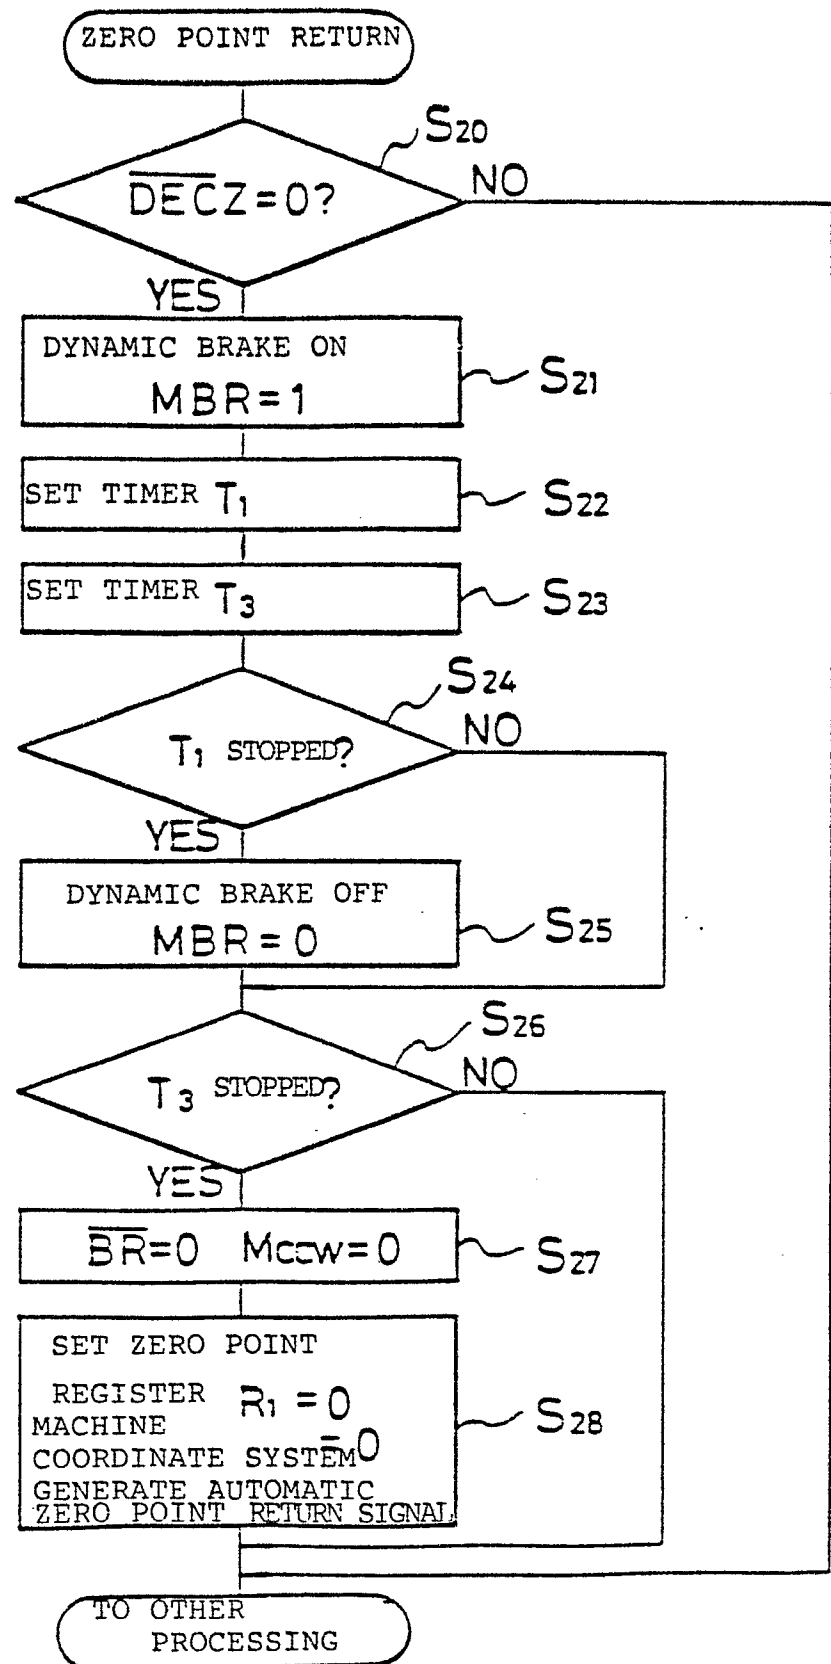 ZERO POINT RETURN
S20
D̅E̅C̅Z=0?
NO
YES
DYNAMIC BRAKE ON
MBR=1
S21
SET TIMER T1
S22
SET TIMER T3
S23
S24
T1 STOPPED?
NO
YES
DYNAMIC BRAKE OFF
MBR=0
S25
S26
T3 STOPPED?
NO
YES
B̅R̅=0 Mccw=0
S27
SET ZERO POINT
REGISTER R1=0
MACHINE
COORDINATE SYSTEM=0
GENERATE AUTOMATIC
ZERO POINT RETURN SIGNAL
S28
TO OTHER
PROCESSING